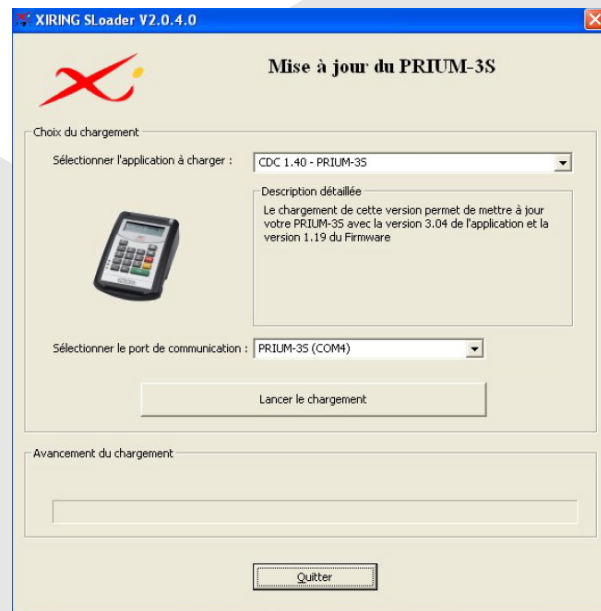 XIRING SLoader V2.0.4.0
Mise à jour du PRIUM-3S
Choix du chargement
Sélectionner l'application à charger :
CDC 1.40 - PRIUM-3S
Description détaillée
Le chargement de cette version permet de mettre à jour
votre PRIUM-3S avec la version 3.04 de l'application et la
version 1.19 du Firmware
Sélectionner le port de communication :
PRIUM-3S (COM4)
Lancer le chargement
Avancement du chargement
Quitter